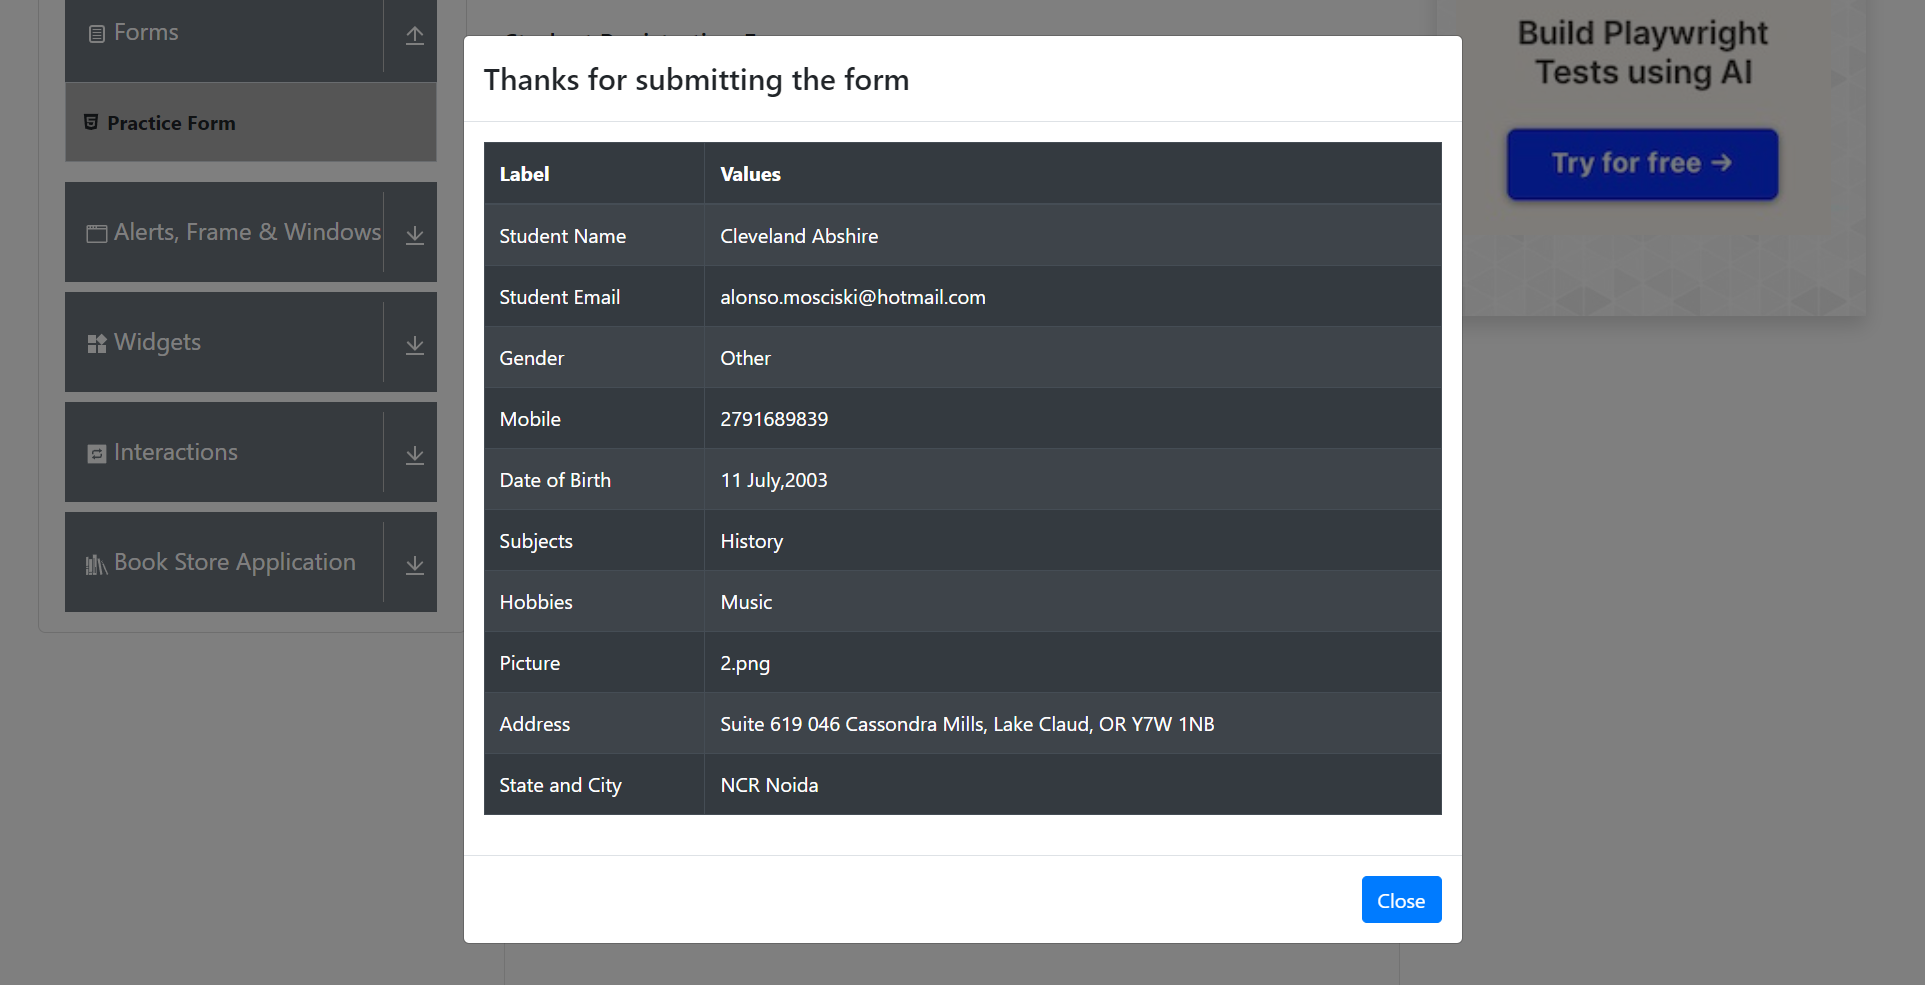 Forms
Practice Form
Alerts, Frame & Windows
Widgets
Interactions
Book Store Application
Thanks for submitting the form
Label Values
Student Name Cleveland Abshire
Student Email alonso.mosciski@hotmail.com
Gender Other
Mobile 2791689839
Date of Birth 11 July,2003
Subjects History
Hobbies Music
Picture 2.png
Address Suite 619 046 Cassondra Mills, Lake Claud, OR Y7W 1NB
State and City NCR Noida
Close
Build Playwright
Tests using AI
Try for free →